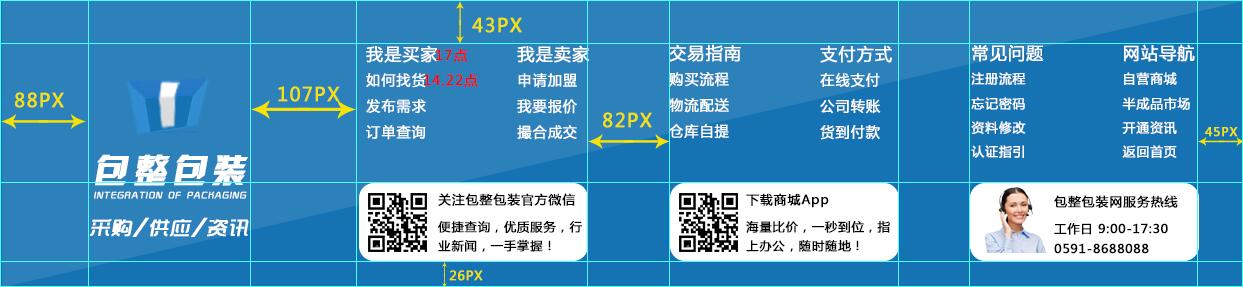 43PX
我是买家17点
我是卖家
交易指南
支付方式
常见问题
网站导航
如何找货14.22点
申请加盟
购买流程
在线支付
注册流程
自营商城
88PX
107PX
发布需求
我要报价
82PX
物流配送
公司转账
忘记密码
半成品市场
订单查询
撮合成交
仓库自提
货到付款
资料修改
开通资讯
45PX
认证指引
返回首页
包整包装
INTEGRATION OF PACKAGING
采购/供应/资讯
关注包整包装官方微信
便捷查询，优质服务，行
业新闻，一手掌握！
下载商城App
海量比价，一秒到位，指
上办公，随时随地！
包整包装网服务热线
工作日 9:00-17:30
0591-8688088
26PX